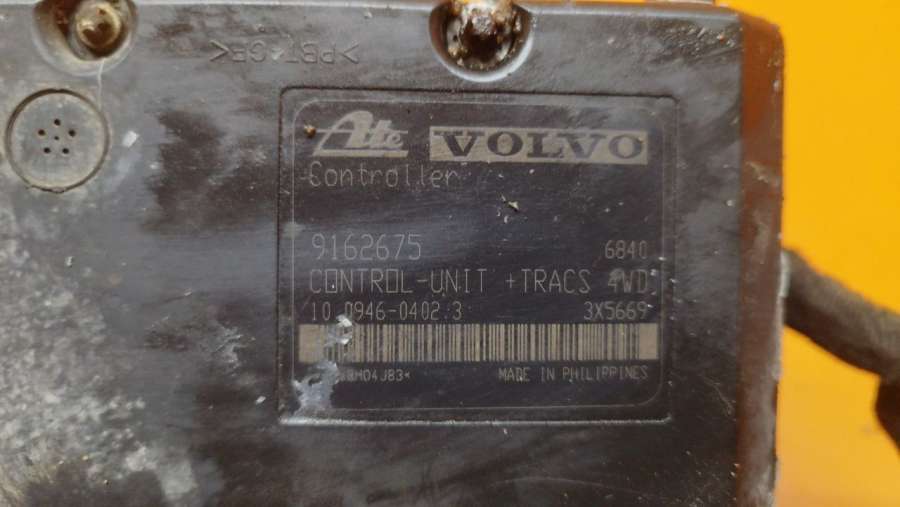 >PBT-GF<
Ate VOLVO
Controller
9162675 6840
CONTROL-UNIT +TRACS 4WD
10.0946-0402.3 3X5669
MADE IN PHILIPPINES